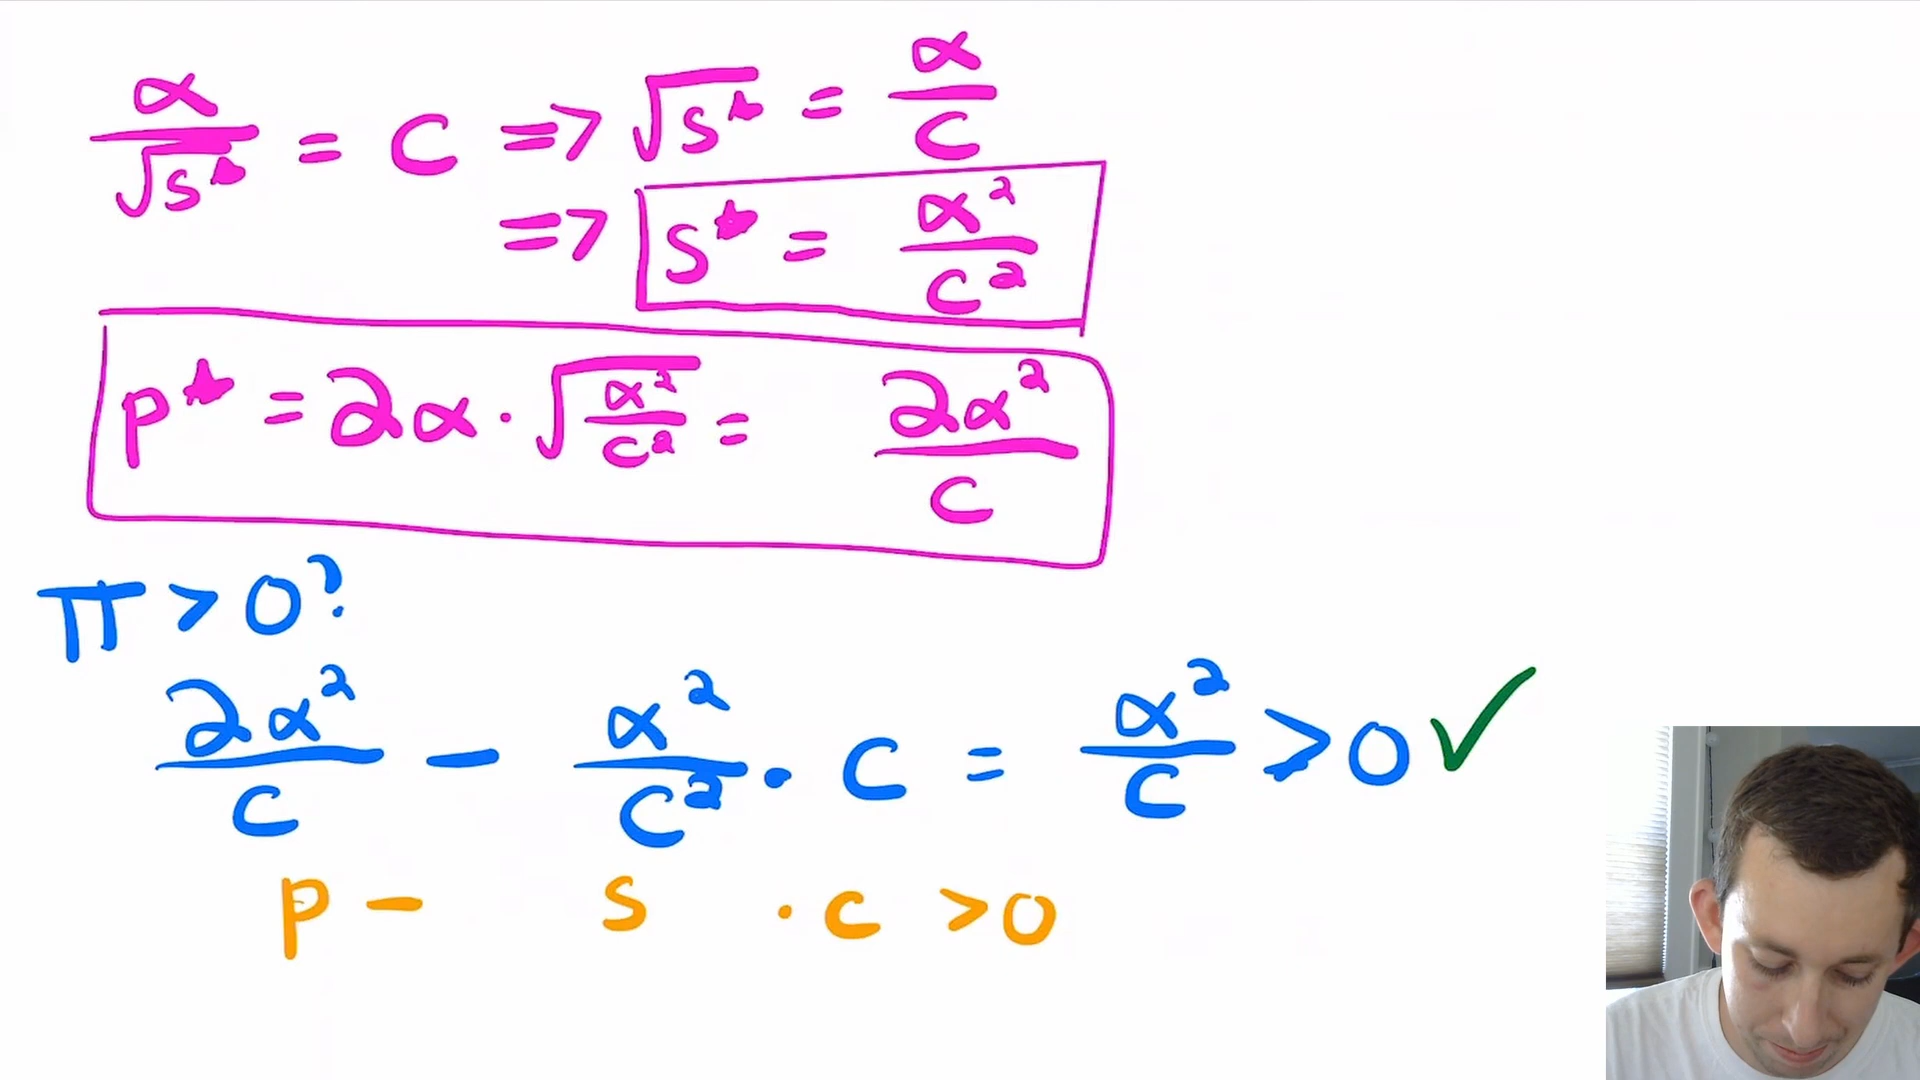 α/√s* = c => √s* = α/c
=> s* = α²/c²
p* = 2α · √(α²/c²) = 2α²/c
π > 0?
2α²/c - α²/c² · c = α²/c > 0 ✓
p - s · c > 0